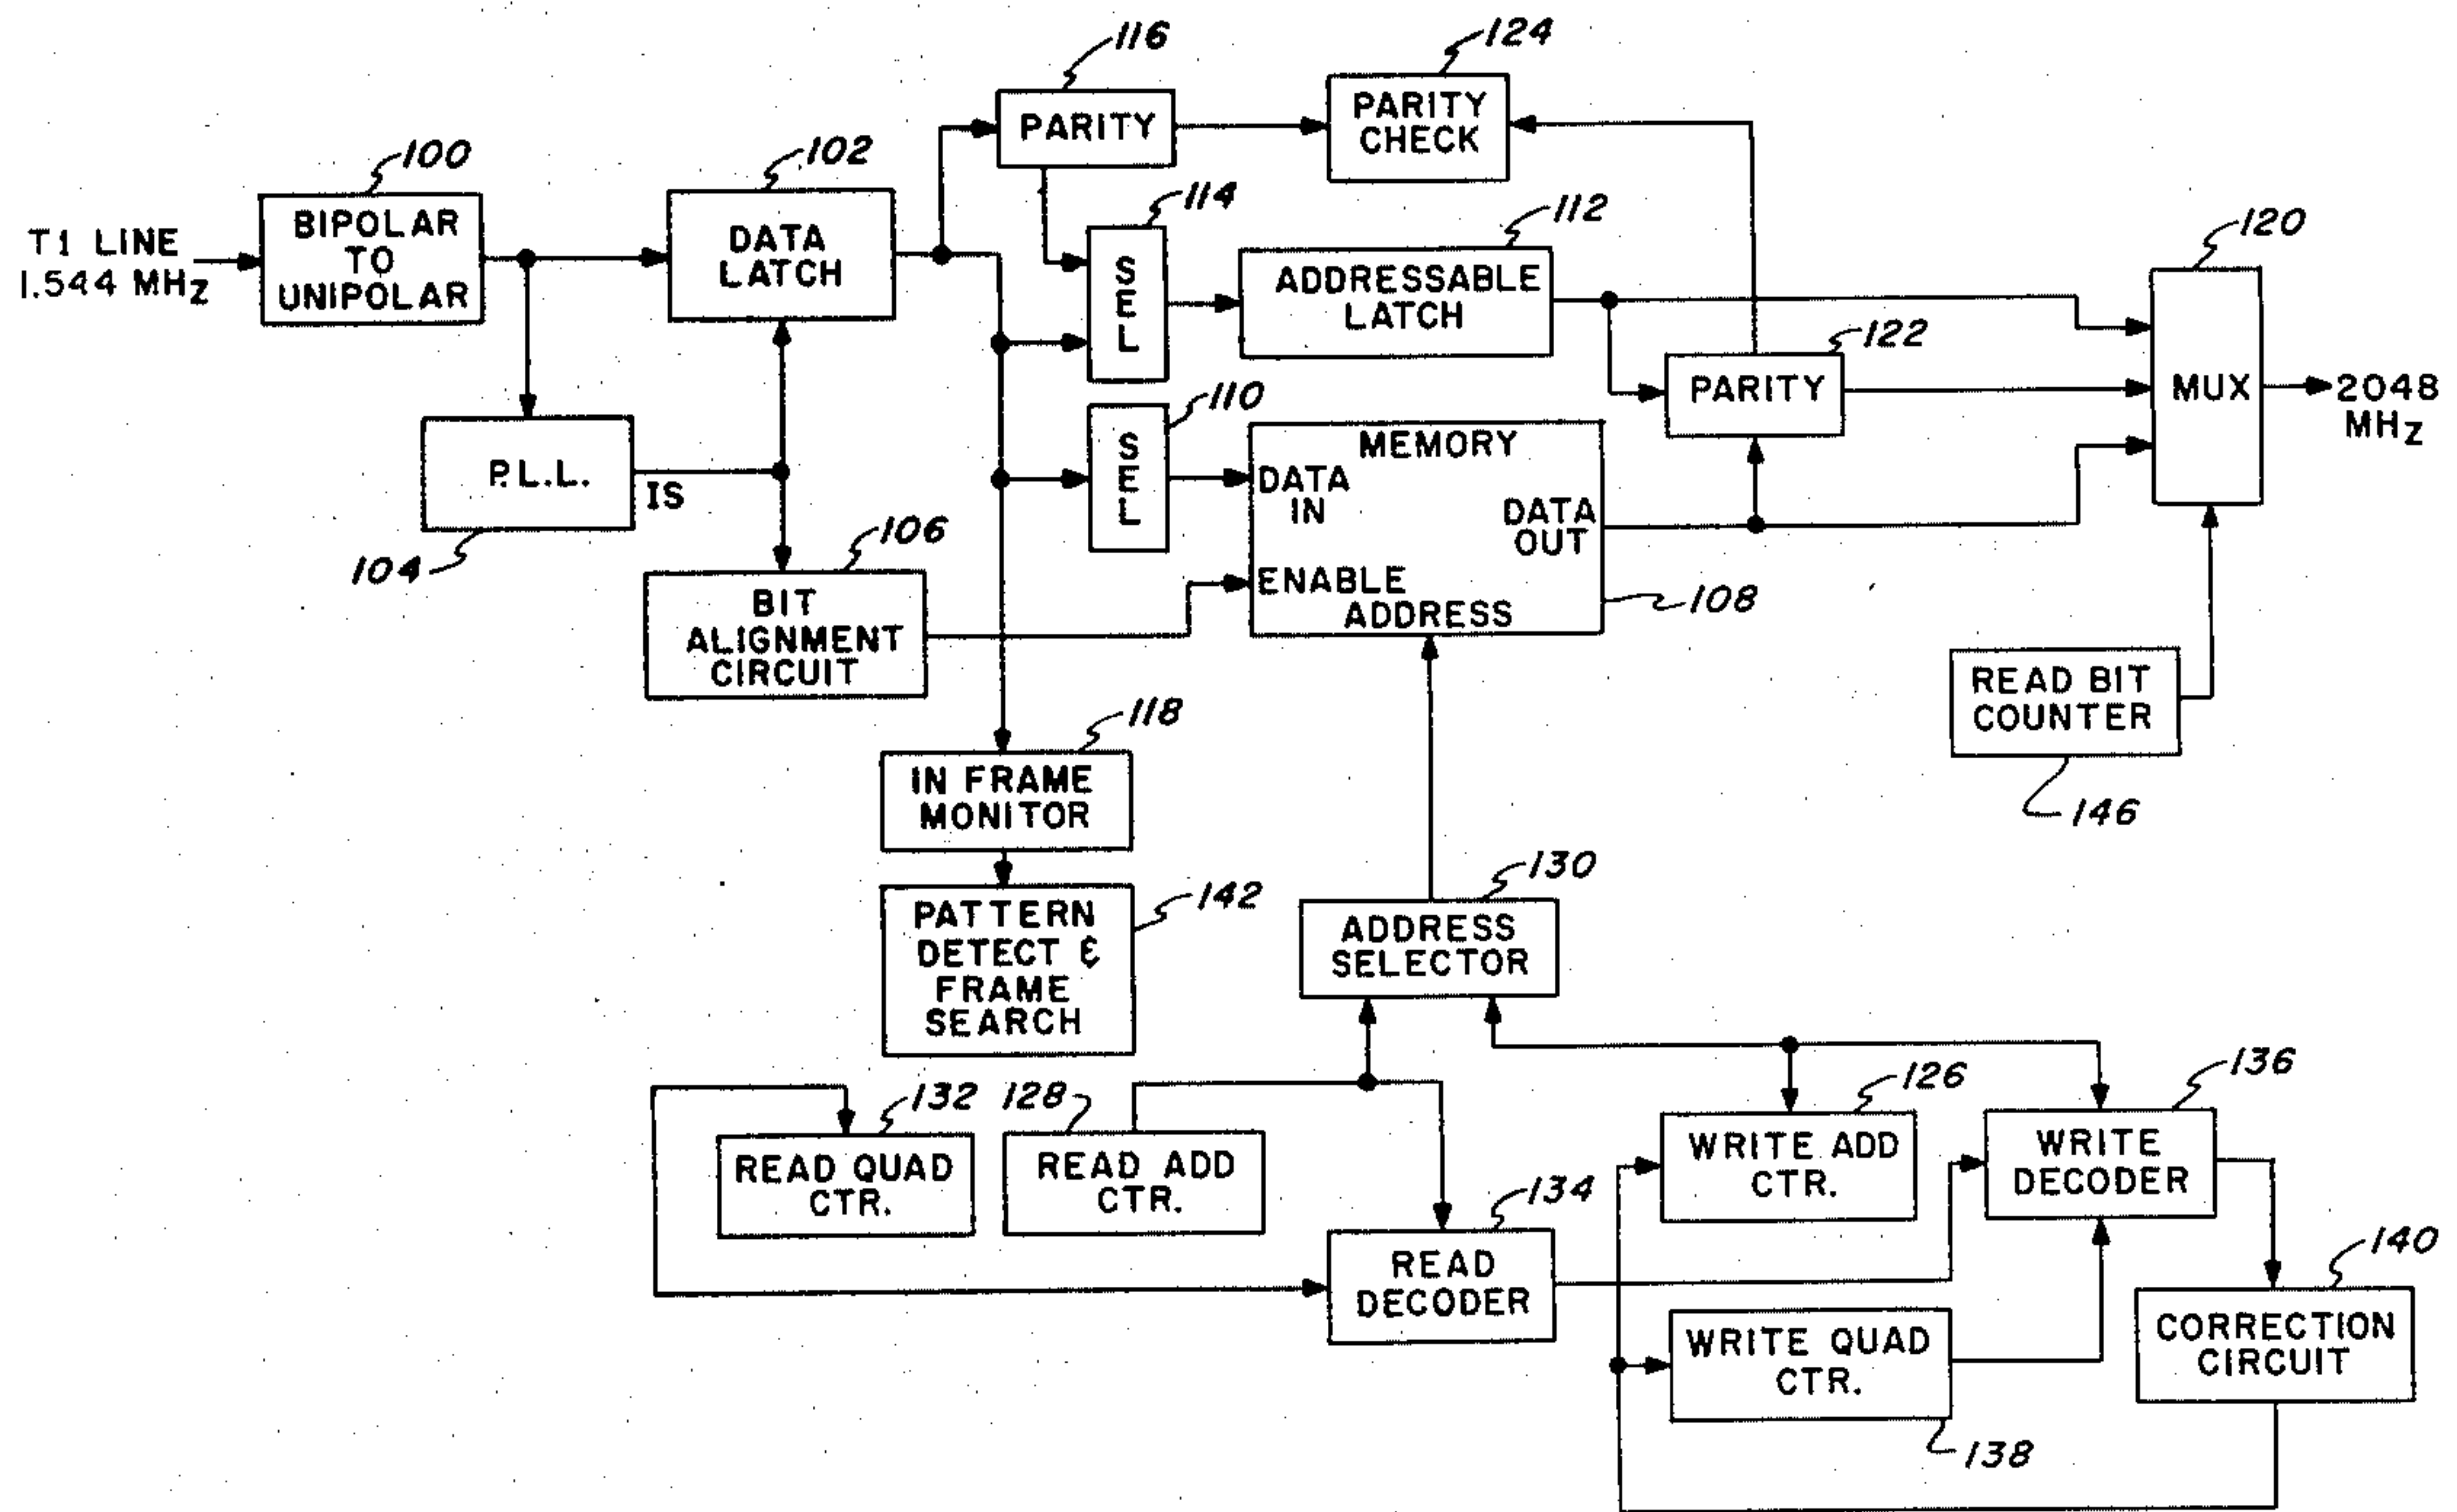 116
124
PARITY
PARITY
CHECK
100
102
114
112
120
T1 LINE
1.544 MHZ
BIPOLAR
TO
UNIPOLAR
DATA
LATCH
S
E
L
ADDRESSABLE
LATCH
122
PARITY
MUX
2048
MHZ
P.L.L.
IS
104
110
S
E
L
MEMORY
DATA
IN
DATA
OUT
ENABLE
ADDRESS
108
106
BIT
ALIGNMENT
CIRCUIT
READ BIT
COUNTER
146
118
IN FRAME
MONITOR
142
PATTERN
DETECT &
FRAME
SEARCH
130
ADDRESS
SELECTOR
132
READ QUAD
CTR.
128
READ ADD
CTR.
126
WRITE ADD
CTR.
136
WRITE
DECODER
134
READ
DECODER
WRITE QUAD
CTR.
138
140
CORRECTION
CIRCUIT